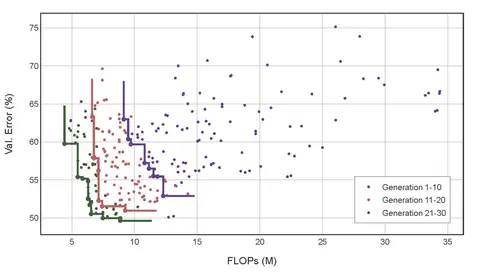 75
70
65
60
55
50
Val. Error (%)
5
10
15
20
25
30
35
FLOPs (M)
Generation 1-10
Generation 11-20
Generation 21-30